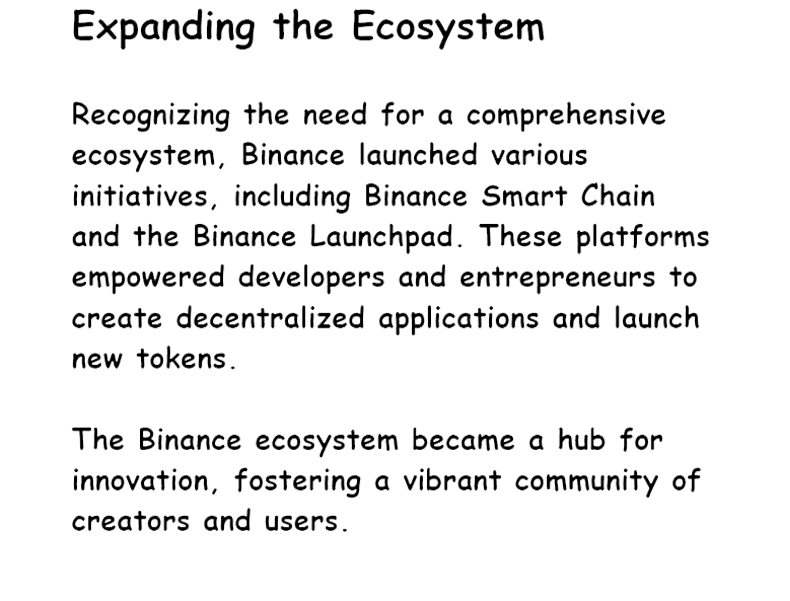 Expanding the Ecosystem
Recognizing the need for a comprehensive
ecosystem, Binance launched various
initiatives, including Binance Smart Chain
and the Binance Launchpad. These platforms
empowered developers and entrepreneurs to
create decentralized applications and launch
new tokens.
The Binance ecosystem became a hub for
innovation, fostering a vibrant community of
creators and users.